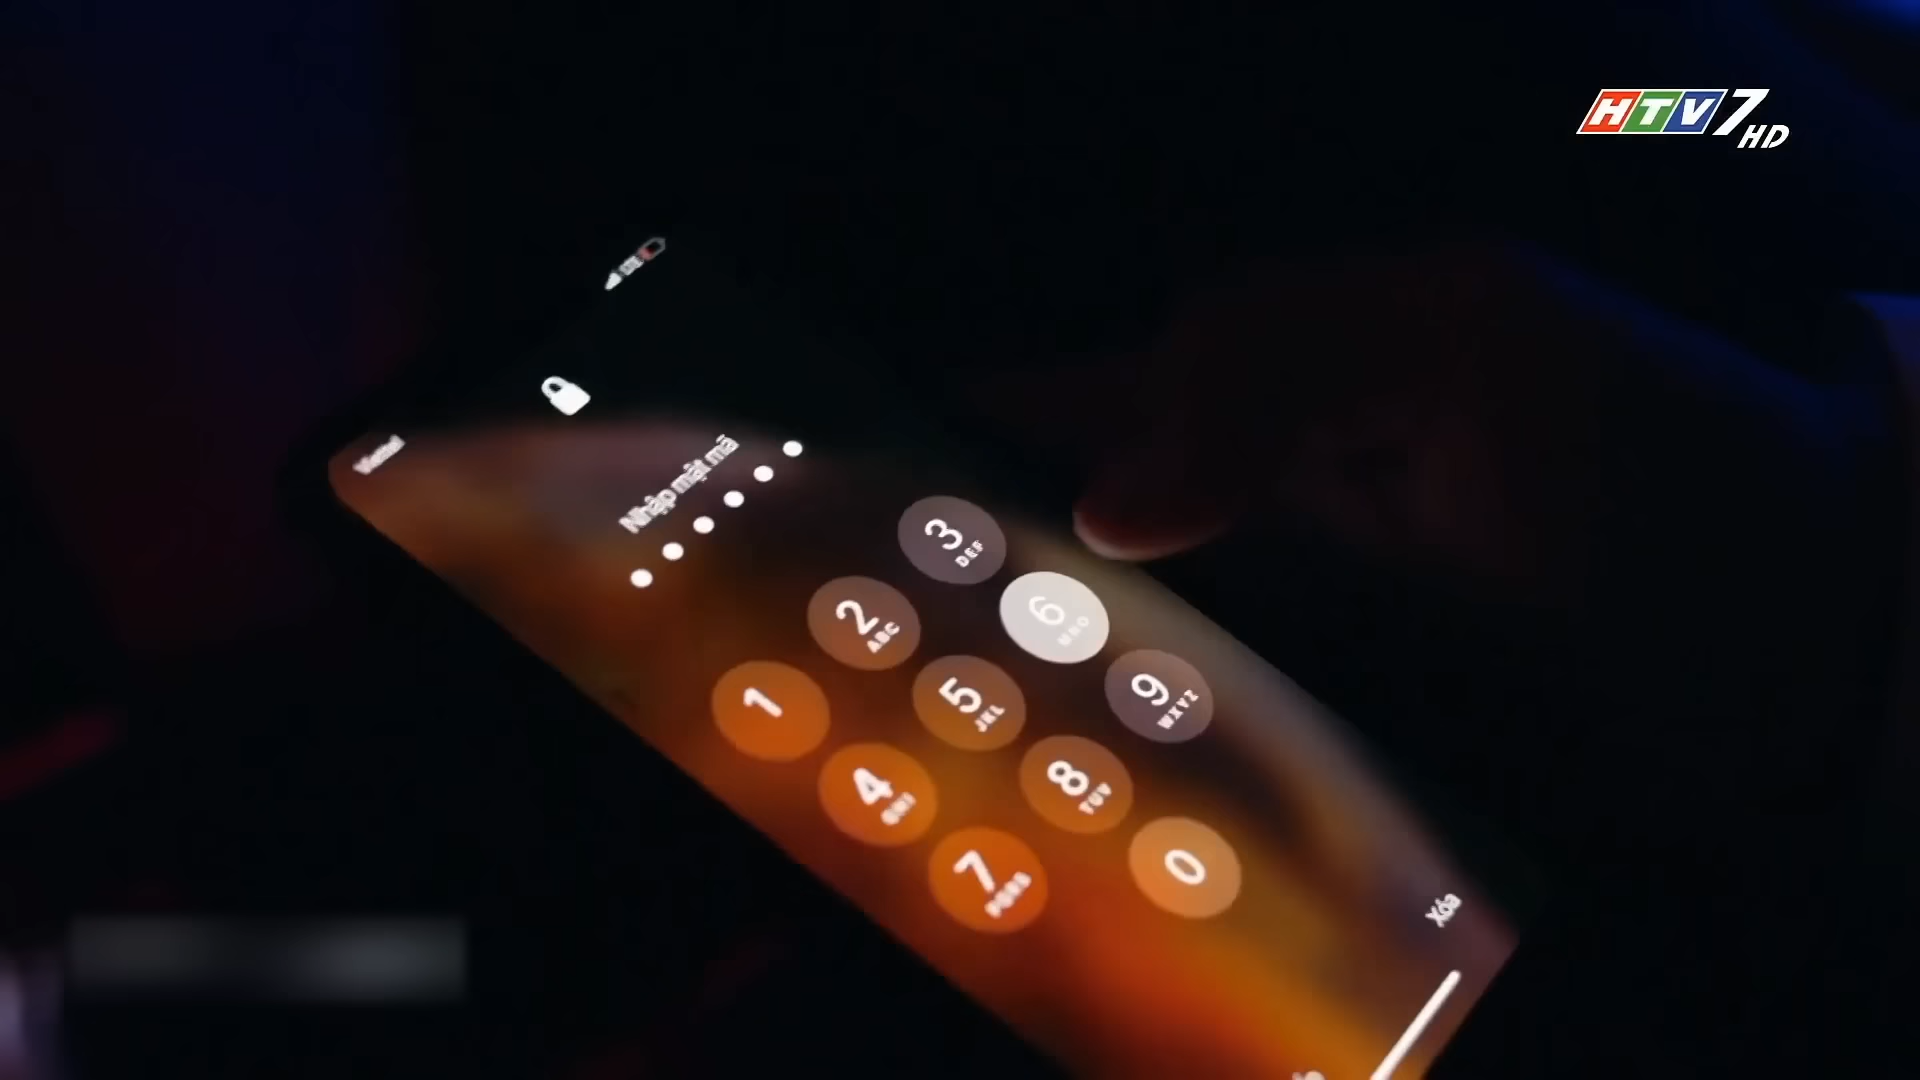 HTV7
HD
Viettel
Nhập mật mã
1
2 ABC
3 DEF
4 GHI
5 JKL
6 MNO
7 PQRS
8 TUV
9 WXYZ
0
Xóa